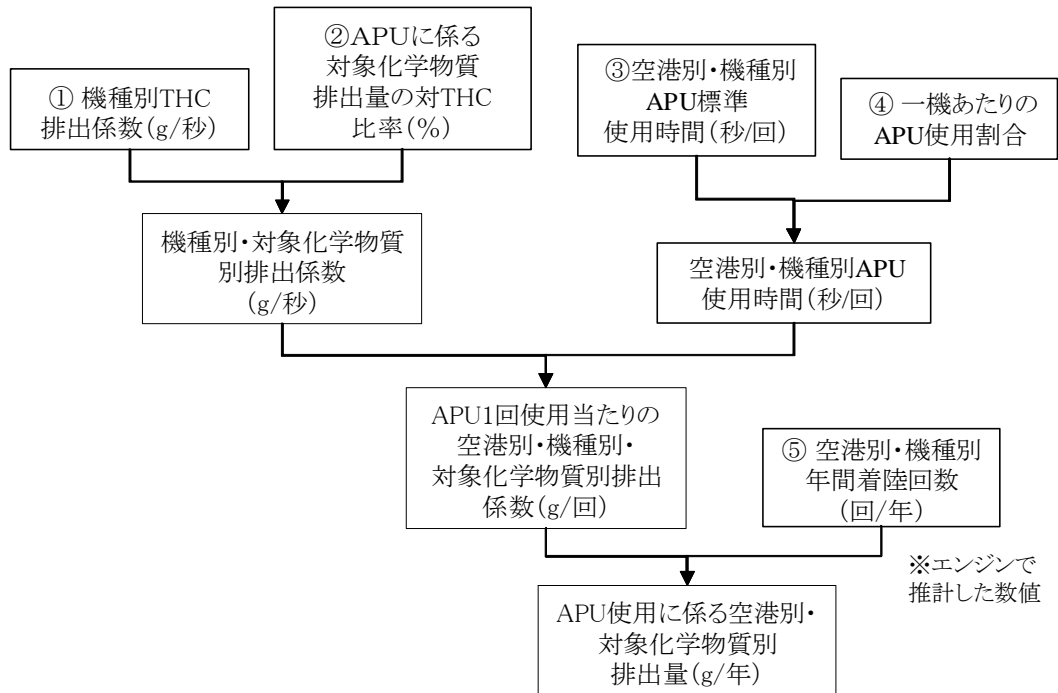 ① 機種別THC
排出係数(g/秒)
②APUに係る
対象化学物質
排出量の対THC
比率(%)
③空港別・機種別
APU標準
使用時間(秒/回)
④ 一機あたりの
APU使用割合
機種別・対象化学物質
別排出係数
(g/秒)
空港別・機種別APU
使用時間(秒/回)
APU1回使用当たりの
空港別・機種別・
対象化学物質別排出
係数(g/回)
⑤ 空港別・機種別
年間着陸回数
(回/年)
※エンジンで
推計した数値
APU使用に係る空港別・
対象化学物質別
排出量(g/年)